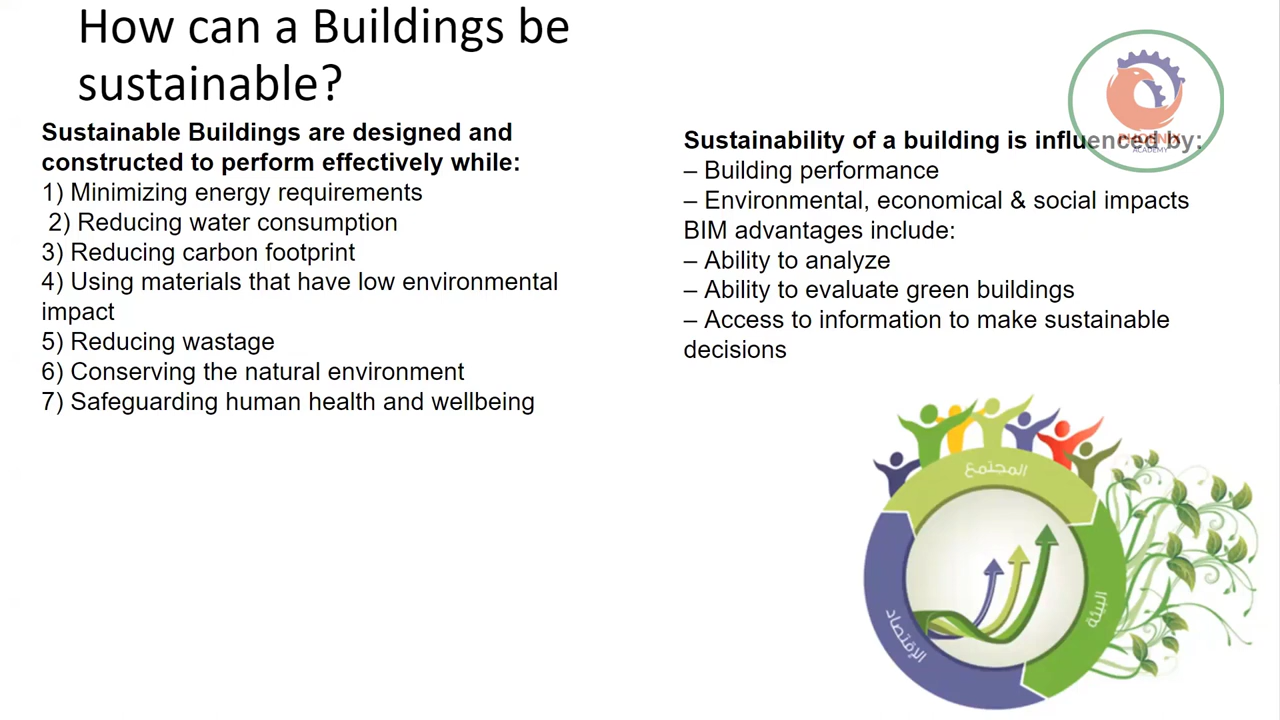 How can a Buildings be
sustainable?
Sustainable Buildings are designed and
constructed to perform effectively while:
1) Minimizing energy requirements
2) Reducing water consumption
3) Reducing carbon footprint
4) Using materials that have low environmental
impact
5) Reducing wastage
6) Conserving the natural environment
7) Safeguarding human health and wellbeing
PHOENIX
ACADEMY
Sustainability of a building is influenced by:
– Building performance
– Environmental, economical & social impacts
BIM advantages include:
– Ability to analyze
– Ability to evaluate green buildings
– Access to information to make sustainable
decisions
المجتمع
البيئة
الإقتصاد